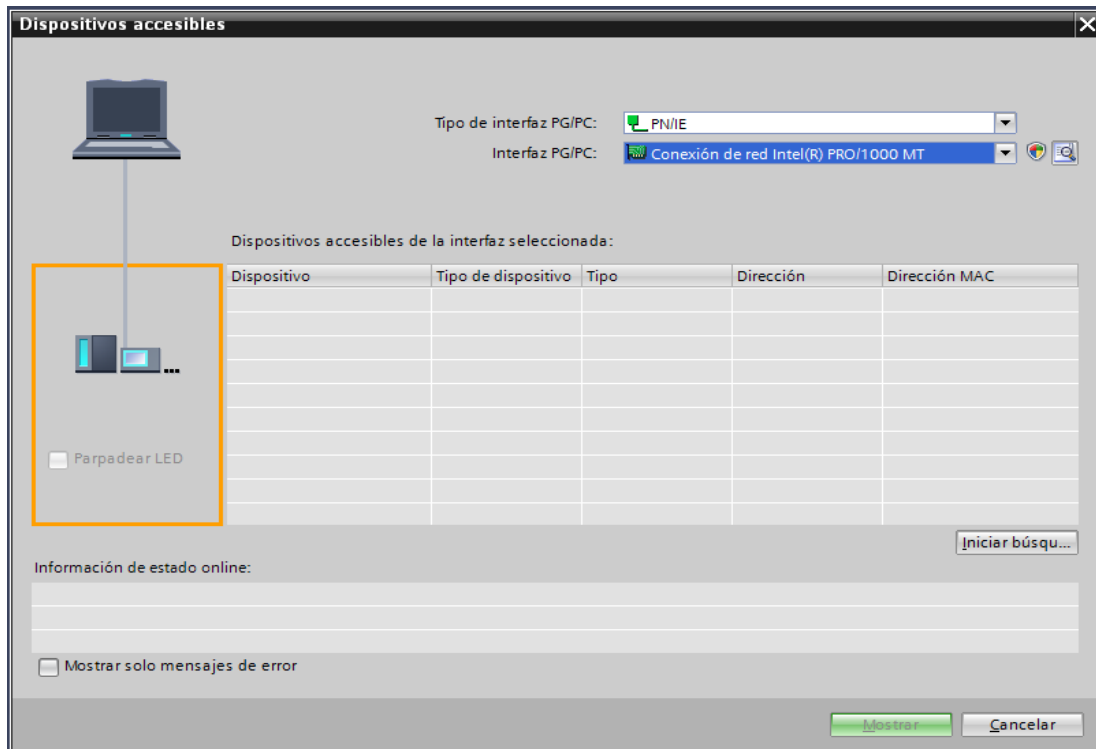 Dispositivos accesibles
Tipo de interfaz PG/PC: PN/IE
Interfaz PG/PC: Conexión de red Intel(R) PRO/1000 MT
Dispositivos accesibles de la interfaz seleccionada:
Dispositivo Tipo de dispositivo Tipo Dirección Dirección MAC
Parpadear LED
Iniciar búsqu...
Información de estado online:
Mostrar solo mensajes de error
Mostrar Cancelar